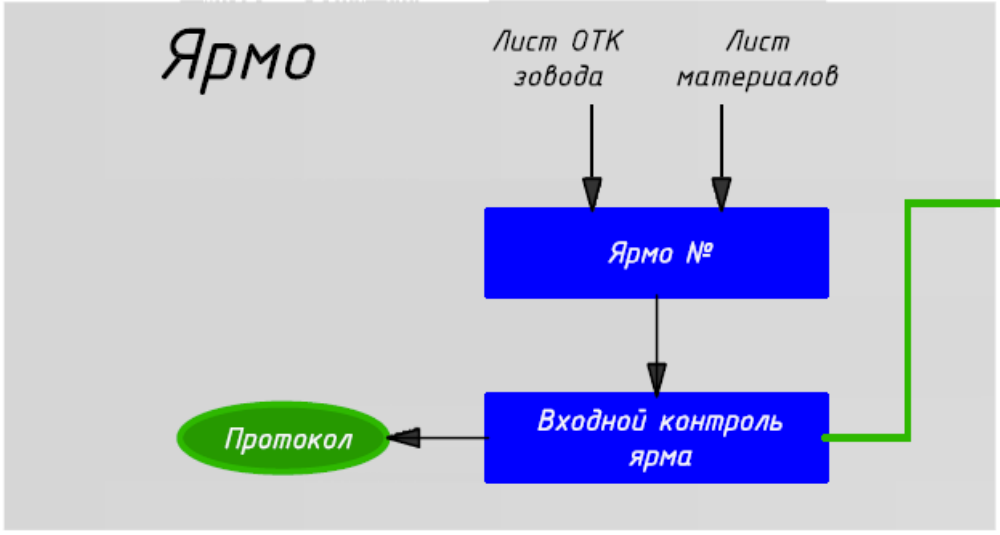 Ярмо
Лист ОТК
зовода
Лист
материалов
Ярмо №
Входной контроль
ярма
Протокол